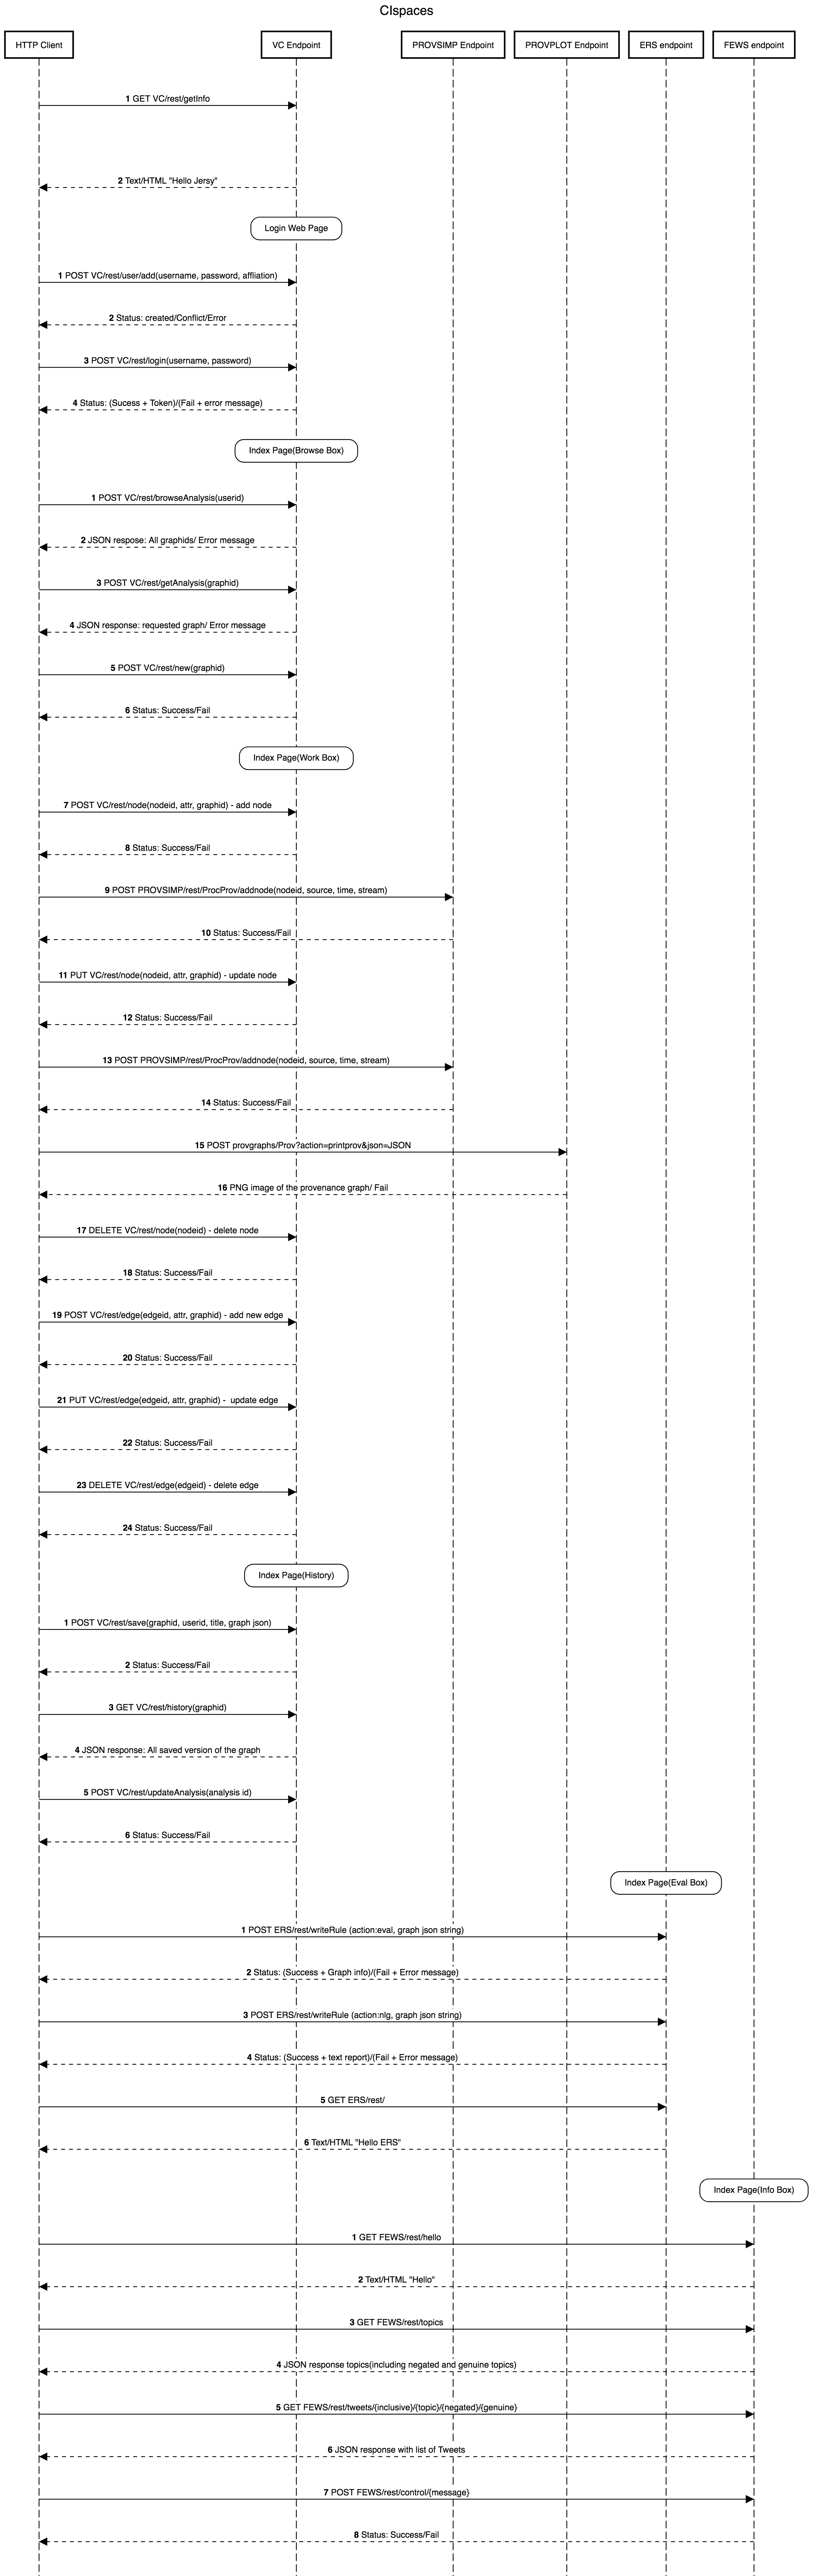 CIspaces
HTTP Client
VC Endpoint
PROVSIMP Endpoint
PROVPLOT Endpoint
ERS endpoint
FEWS endpoint
1 GET VC/rest/getInfo
2 Text/HTML "Hello Jersy"
Login Web Page
1 POST VC/rest/user/add(username, password, affliation)
2 Status: created/Conflict/Error
3 POST VC/rest/login(username, password)
4 Status: (Sucess + Token)/(Fail + error message)
Index Page(Browse Box)
1 POST VC/rest/browseAnalysis(userid)
2 JSON respose: All graphids/ Error message
3 POST VC/rest/getAnalysis(graphid)
4 JSON response: requested graph/ Error message
5 POST VC/rest/new(graphid)
6 Status: Success/Fail
Index Page(Work Box)
7 POST VC/rest/node(nodeid, attr, graphid) - add node
8 Status: Success/Fail
9 POST PROVSIMP/rest/ProcProv/addnode(nodeid, source, time, stream)
10 Status: Success/Fail
11 PUT VC/rest/node(nodeid, attr, graphid) - update node
12 Status: Success/Fail
13 POST PROVSIMP/rest/ProcProv/addnode(nodeid, source, time, stream)
14 Status: Success/Fail
15 POST provgraphs/Prov?action=printprov&json=JSON
16 PNG image of the provenance graph/ Fail
17 DELETE VC/rest/node(nodeid) - delete node
18 Status: Success/Fail
19 POST VC/rest/edge(edgeid, attr, graphid) - add new edge
20 Status: Success/Fail
21 PUT VC/rest/edge(edgeid, attr, graphid) - update edge
22 Status: Success/Fail
23 DELETE VC/rest/edge(edgeid) - delete edge
24 Status: Success/Fail
Index Page(History)
1 POST VC/rest/save(graphid, userid, title, graph json)
2 Status: Success/Fail
3 GET VC/rest/history(graphid)
4 JSON response: All saved version of the graph
5 POST VC/rest/updateAnalysis(analysis id)
6 Status: Success/Fail
Index Page(Eval Box)
1 POST ERS/rest/writeRule (action:eval, graph json string)
2 Status: (Success + Graph info)/(Fail + Error message)
3 POST ERS/rest/writeRule (action:nlg, graph json string)
4 Status: (Success + text report)/(Fail + Error message)
5 GET ERS/rest/
6 Text/HTML "Hello ERS"
Index Page(Info Box)
1 GET FEWS/rest/hello
2 Text/HTML "Hello"
3 GET FEWS/rest/topics
4 JSON response topics(including negated and genuine topics)
5 GET FEWS/rest/tweets/{inclusive}/{topic}/{negated}/{genuine}
6 JSON response with list of Tweets
7 POST FEWS/rest/control/{message}
8 Status: Success/Fail